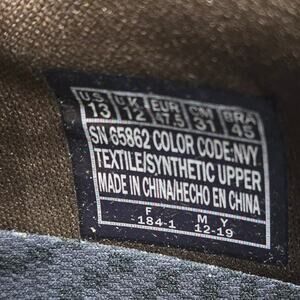 US UK EUR CM BRA
13 12 47.5 31 45
SN 65862 COLOR CODE:NVY
TEXTILE/SYNTHETIC UPPER
MADE IN CHINA/HECHO EN CHINA
F M Y
184-1 12-19